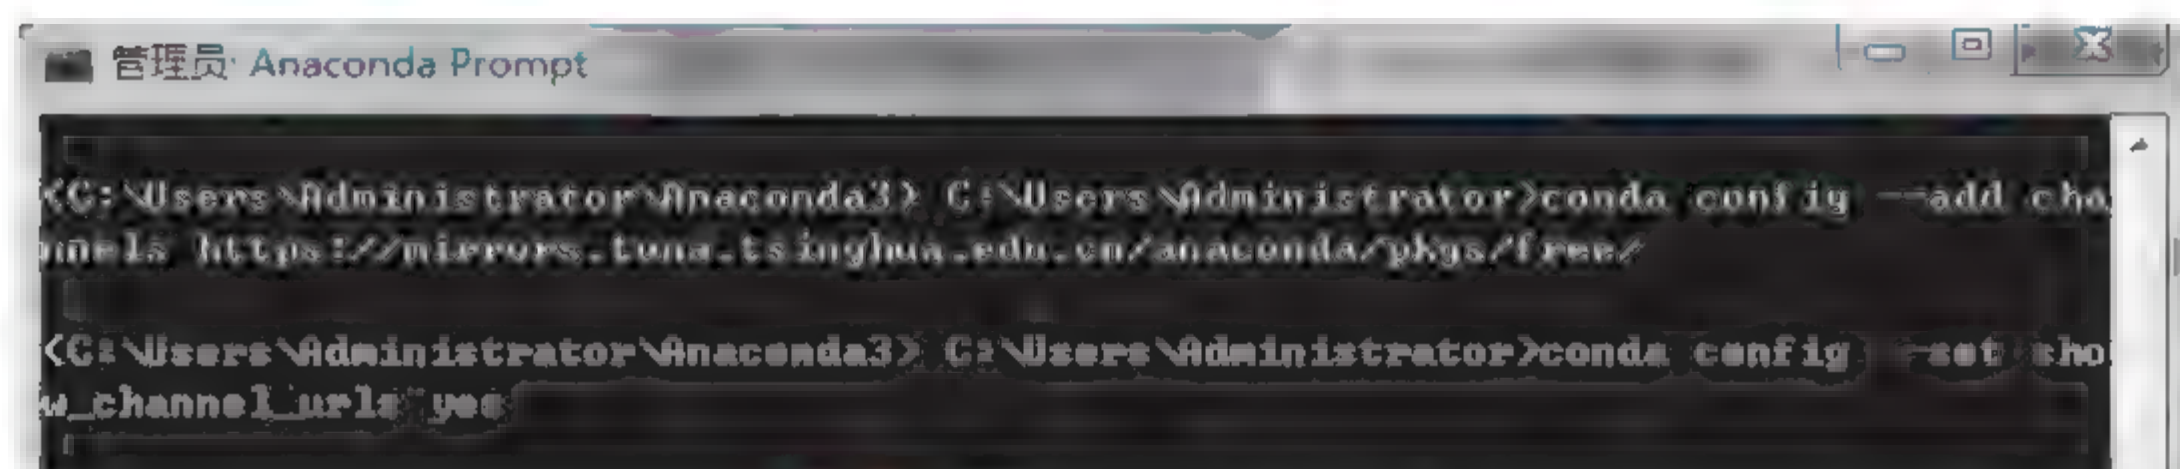 管理员: Anaconda Prompt
(C:\Users\Administrator\Anaconda3) C:\Users\Administrator>conda config --add cha
nnels https://mirrors.tuna.tsinghua.edu.cn/anaconda/pkgs/free/
(C:\Users\Administrator\Anaconda3) C:\Users\Administrator>conda config --set sho
w_channel_urls yes